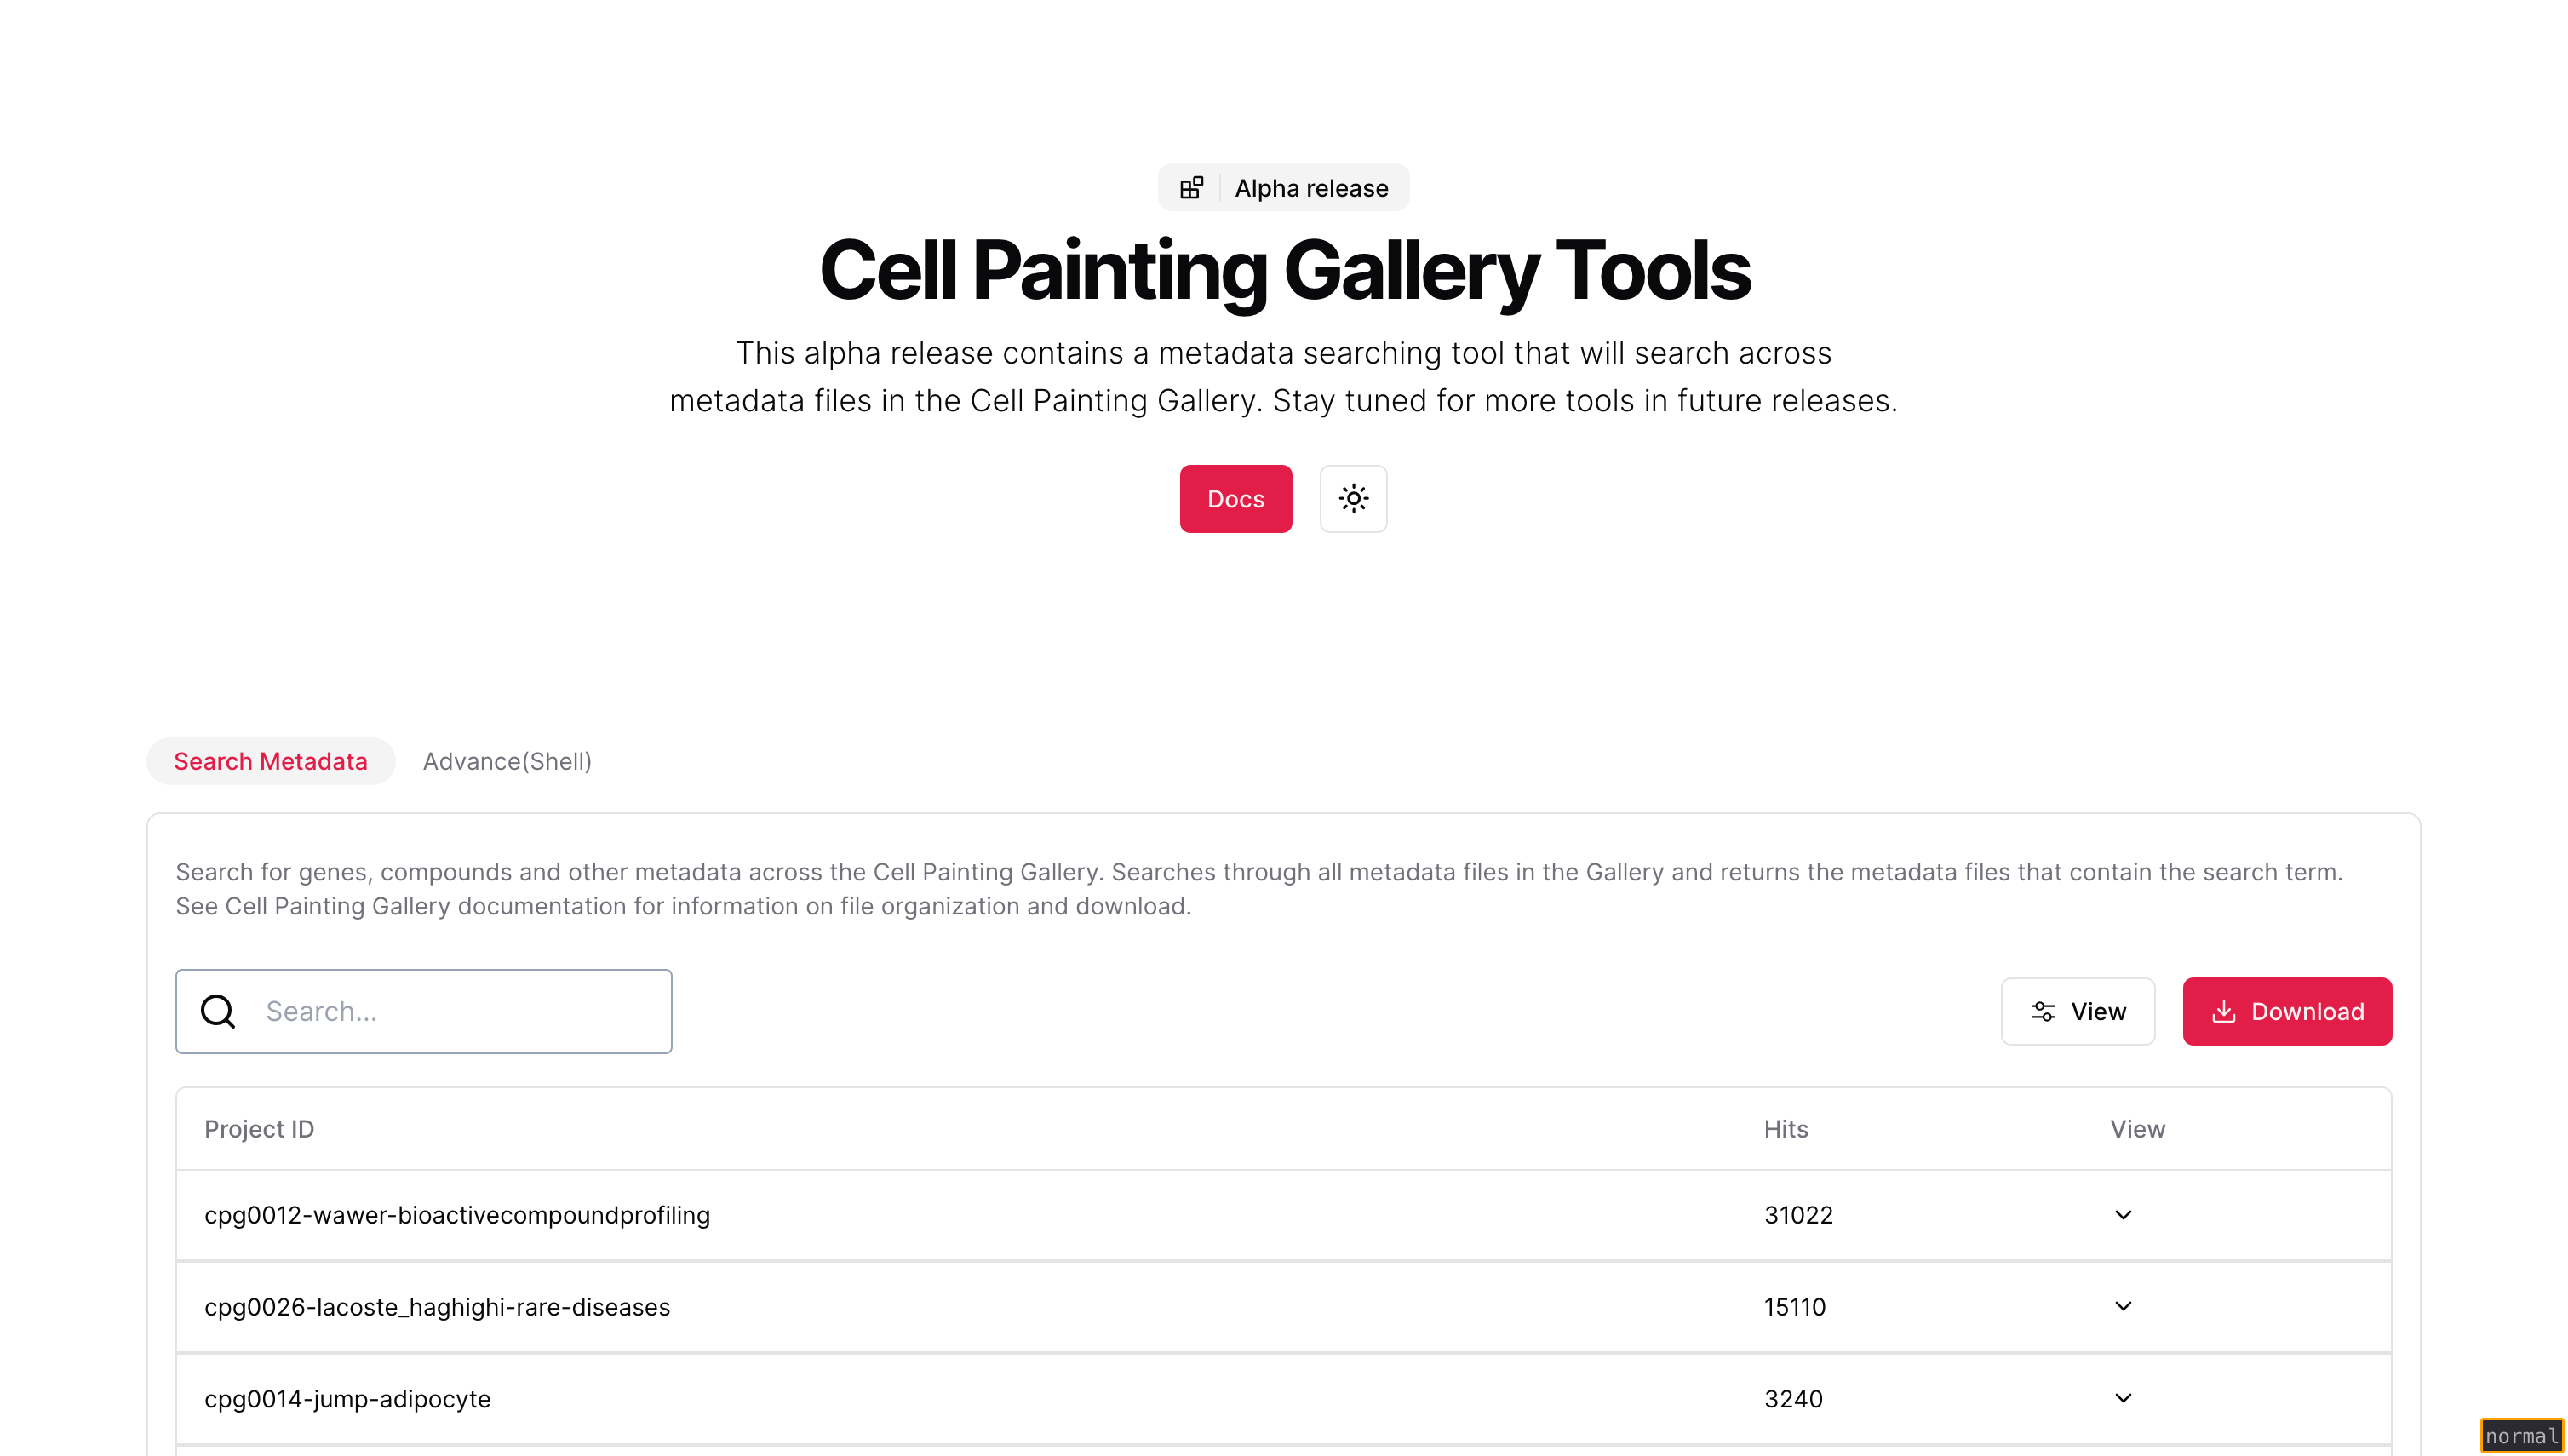 Alpha release
Cell Painting Gallery Tools
This alpha release contains a metadata searching tool that will search across
metadata files in the Cell Painting Gallery. Stay tuned for more tools in future releases.
Docs
Search Metadata Advance(Shell)
Search for genes, compounds and other metadata across the Cell Painting Gallery. Searches through all metadata files in the Gallery and returns the metadata files that contain the search term.
See Cell Painting Gallery documentation for information on file organization and download.
Search... View Download
Project ID Hits View
cpg0012-wawer-bioactivecompoundprofiling 31022
cpg0026-lacoste_haghighi-rare-diseases 15110
cpg0014-jump-adipocyte 3240
normal